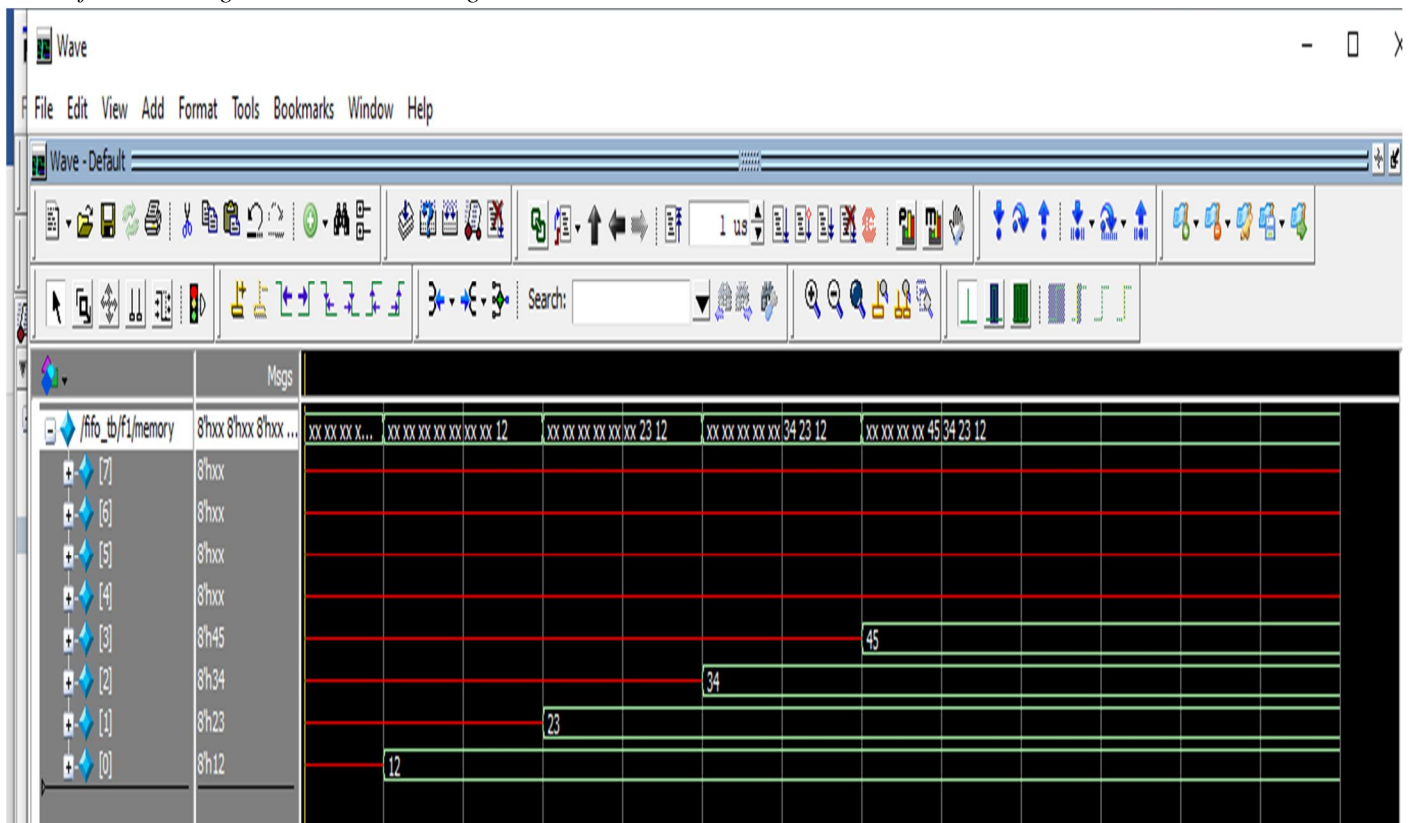 Wave
File Edit View Add Format Tools Bookmarks Window Help
Wave - Default
1 us
Search:
Msgs
/fifo_tb/f1/memory 8'hxx 8'hxx 8'hxx ... xx xx xx x... xx xx xx xx xx xx xx 12 xx xx xx xx xx xx 23 12 xx xx xx xx xx 34 23 12 xx xx xx xx 45 34 23 12
[7] 8'hxx
[6] 8'hxx
[5] 8'hxx
[4] 8'hxx
[3] 8'h45 45
[2] 8'h34 34
[1] 8'h23 23
[0] 8'h12 12